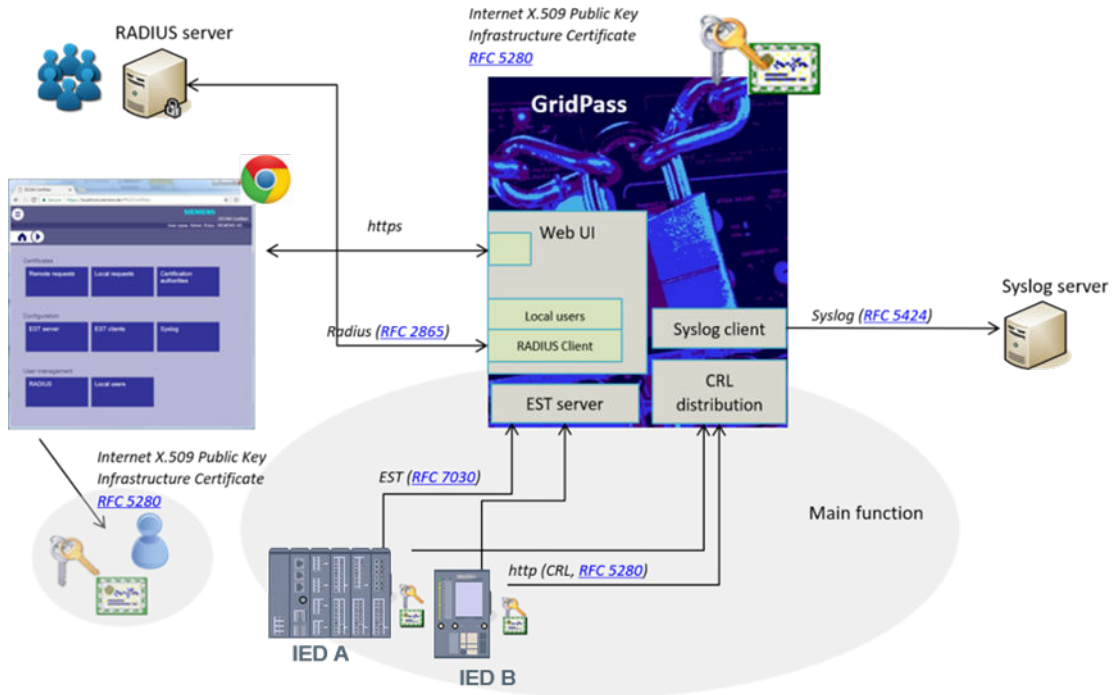 Internet X.509 Public Key
Infrastructure Certificate
RFC 5280
RADIUS server
GridPass
SIEMENS
Certificates
Remote requests
Local requests
Certification
authorities
Configuration
EST server
EST clients
Syslog
User management
RADIUS
Local users
https
Web UI
Local users
RADIUS Client
Radius (RFC 2865)
Syslog client
Syslog (RFC 5424)
Syslog server
CRL
distribution
EST server
Internet X.509 Public Key
Infrastructure Certificate
RFC 5280
EST (RFC 7030)
Main function
http (CRL, RFC 5280)
IED A
IED B